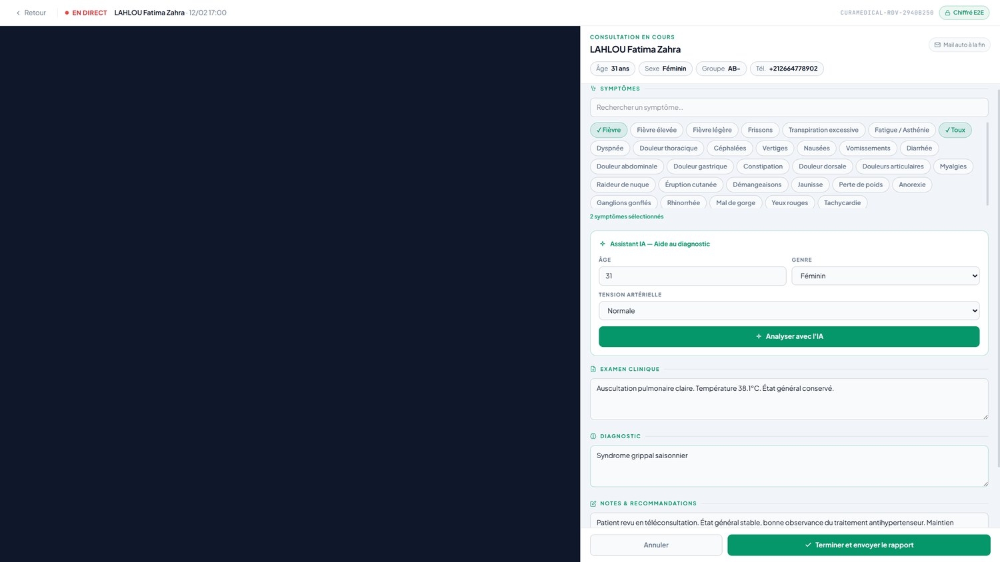 Retour
EN DIRECT LAHLOU Fatima Zahra · 12/02 17:00
CURAMEDICAL-RDV-2940B250
Chiffré E2E
CONSULTATION EN COURS
LAHLOU Fatima Zahra
Mail auto à la fin
Âge 31 ans
Sexe Féminin
Groupe AB-
Tél. +212664778902
SYMPTÔMES
Rechercher un symptôme…
✓ Fièvre Fièvre élevée Fièvre légère Frissons Transpiration excessive Fatigue / Asthénie ✓ Toux
Dyspnée Douleur thoracique Céphalées Vertiges Nausées Vomissements Diarrhée
Douleur abdominale Douleur gastrique Constipation Douleur dorsale Douleurs articulaires Myalgies
Raideur de nuque Éruption cutanée Démangeaisons Jaunisse Perte de poids Anorexie
Ganglions gonflés Rhinorrhée Mal de gorge Yeux rouges Tachycardie
2 symptômes sélectionnés
Assistant IA — Aide au diagnostic
ÂGE
GENRE
31
Féminin
TENSION ARTÉRIELLE
Normale
Analyser avec l'IA
EXAMEN CLINIQUE
Auscultation pulmonaire claire. Température 38.1°C. État général conservé.
DIAGNOSTIC
Syndrome grippal saisonnier
NOTES & RECOMMANDATIONS
Patient revu en téléconsultation. État général stable, bonne observance du traitement antihypertenseur. Maintien
Annuler
Terminer et envoyer le rapport